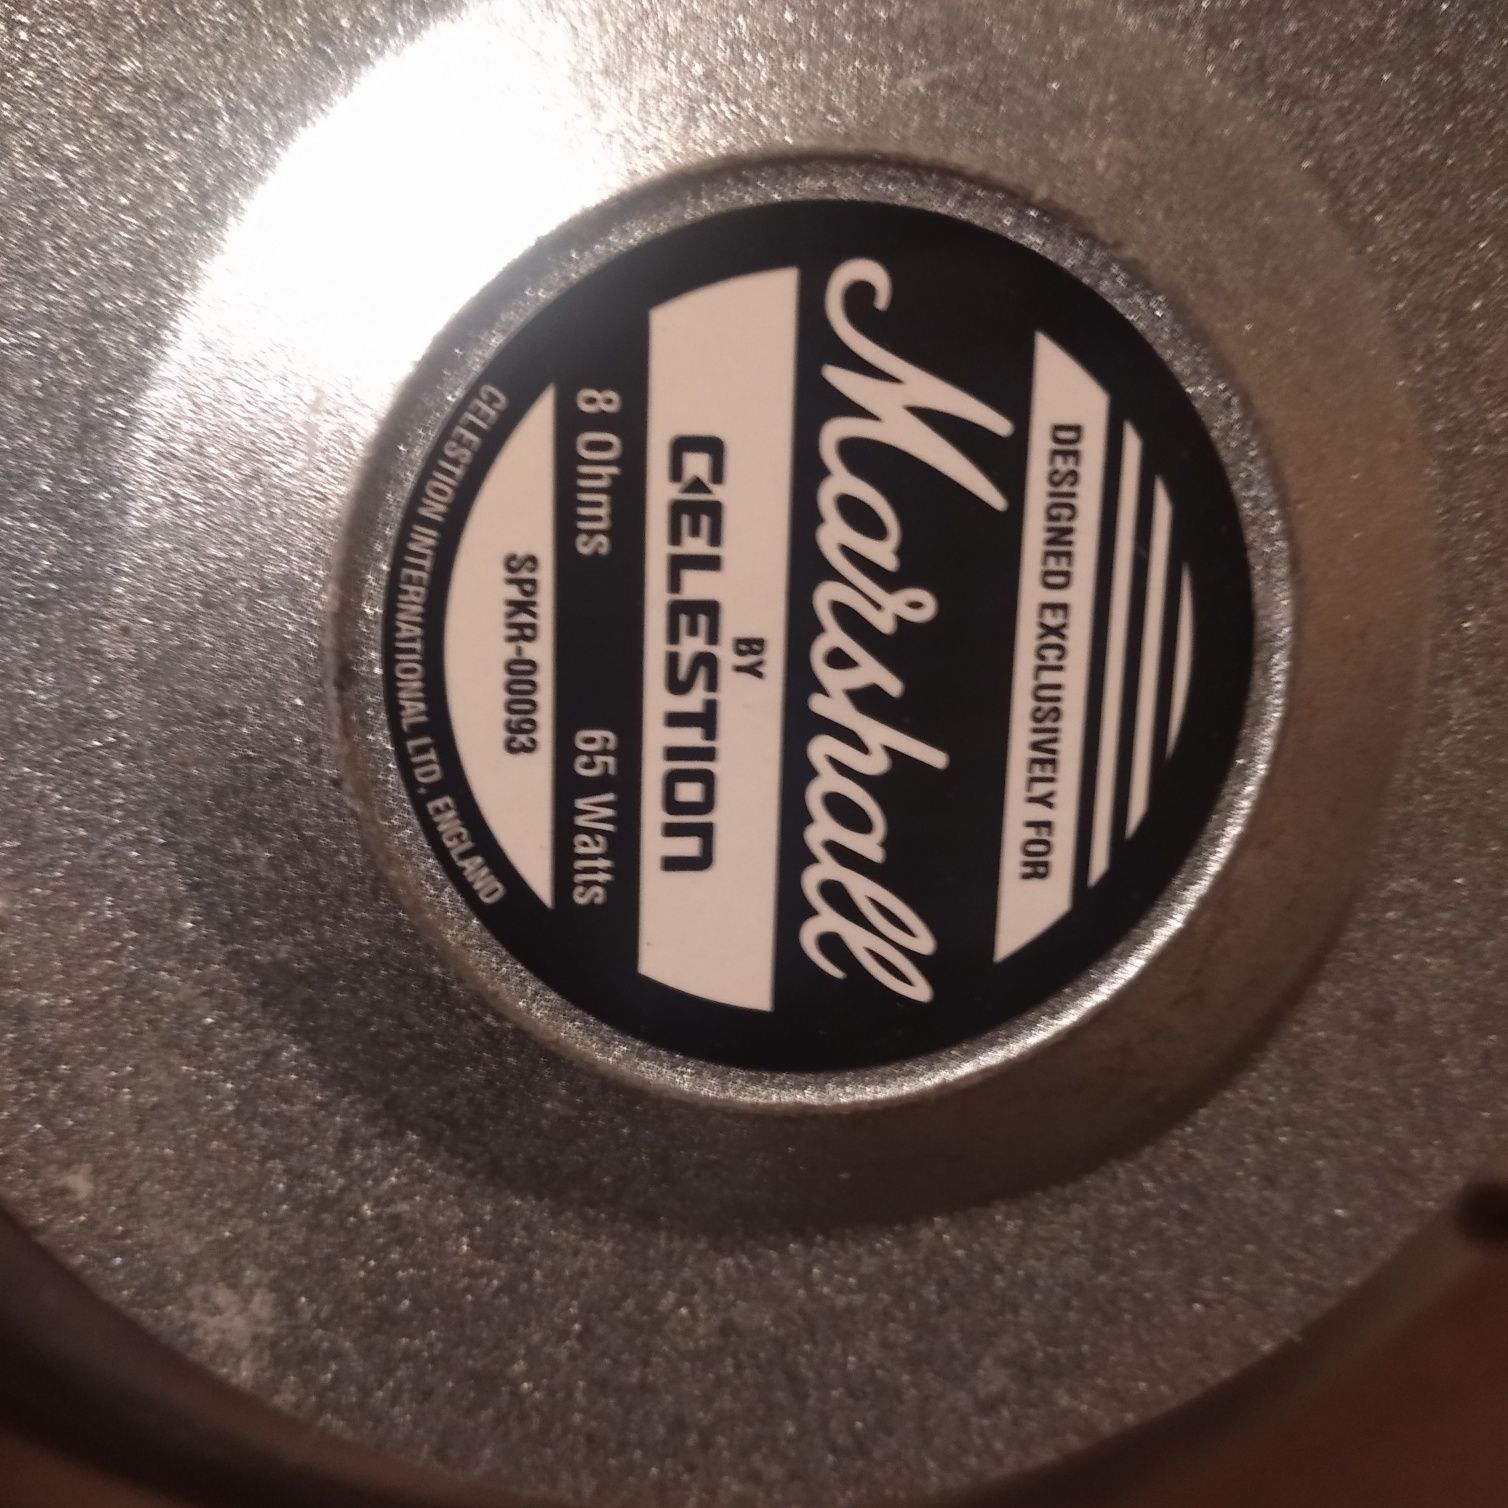 DESIGNED EXCLUSIVELY FOR
Marshall
BY
CELESTION
8 Ohms 65 Watts
SPKR-00093
CELESTION INTERNATIONAL LTD. ENGLAND